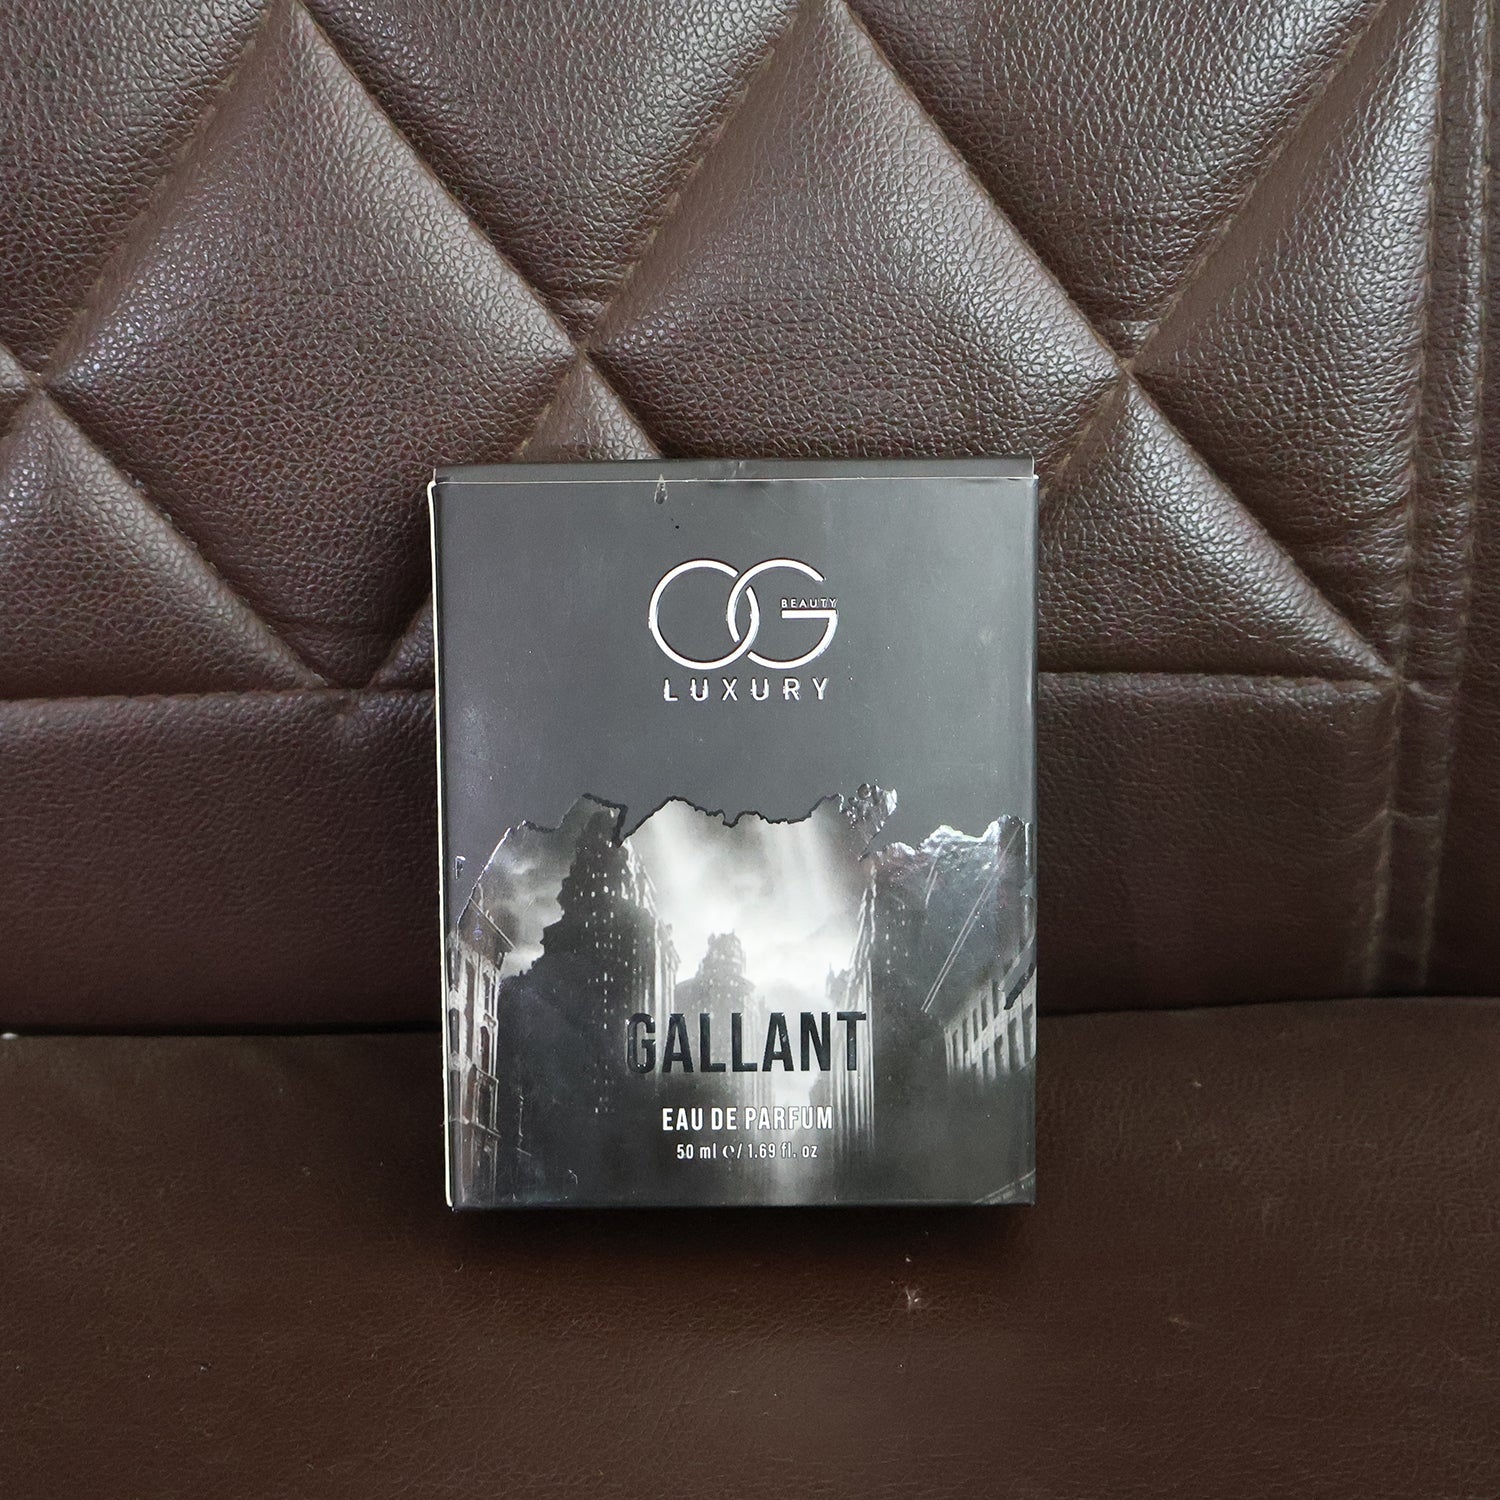 OG
BEAUTY
LUXURY
GALLANT
EAU DE PARFUM
50 ml ℮/1.69 fl. oz